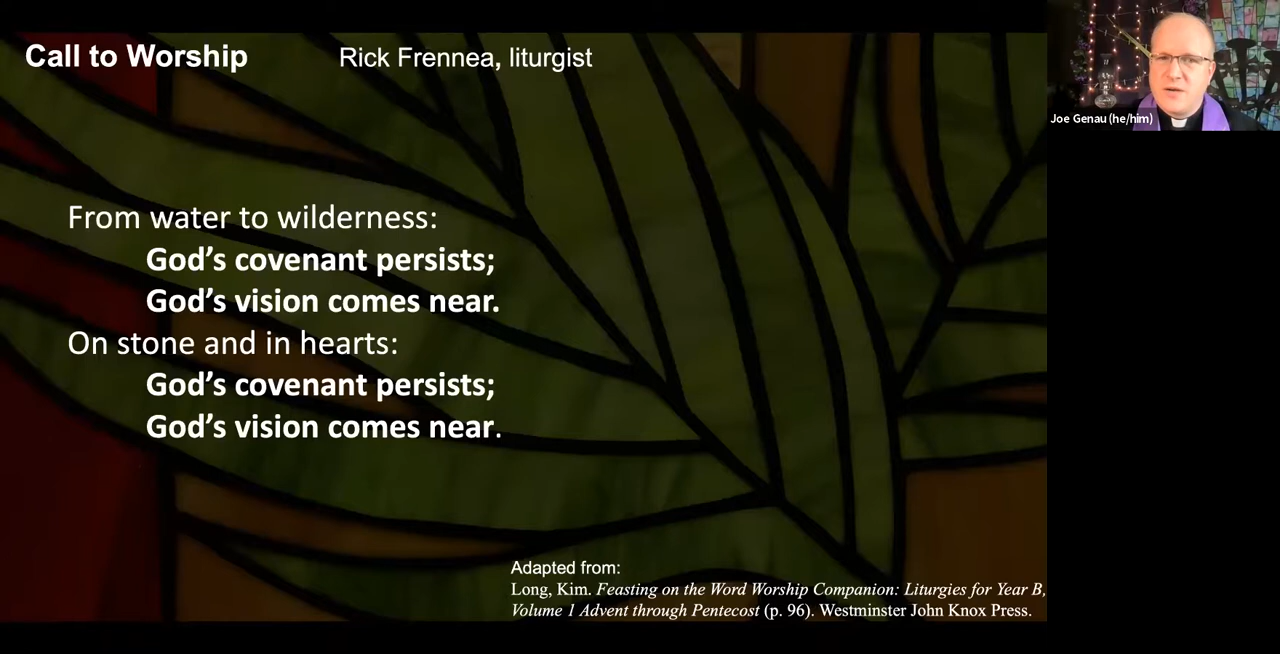 Call to Worship Rick Frennea, liturgist
Joe Genau (he/him)
From water to wilderness:
God’s covenant persists;
God’s vision comes near.
On stone and in hearts:
God’s covenant persists;
God’s vision comes near.
Adapted from:
Long, Kim. Feasting on the Word Worship Companion: Liturgies for Year B,
Volume 1 Advent through Pentecost (p. 96). Westminster John Knox Press.